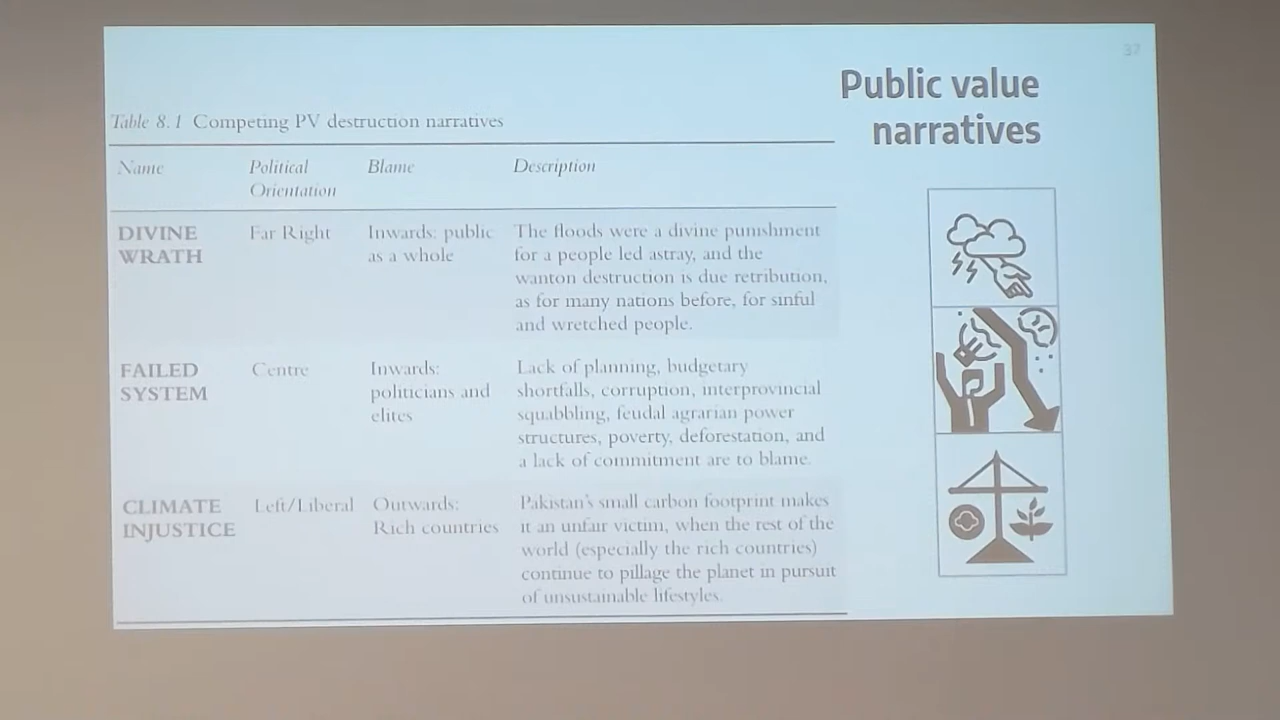 37
Public value
narratives
Table 8.1 Competing PV destruction narratives
Name Political Orientation Blame Description
DIVINE WRATH Far Right Inwards: public as a whole
The floods were a divine punishment
for a people led astray, and the
wanton destruction is due retribution,
as for many nations before, for sinful
and wretched people.
FAILED SYSTEM Centre Inwards: politicians and elites
Lack of planning, budgetary
shortfalls, corruption, interprovincial
squabbling, feudal agrarian power
structures, poverty, deforestation, and
a lack of commitment are to blame.
CLIMATE INJUSTICE Left/Liberal Outwards: Rich countries
Pakistan's small carbon footprint makes
it an unfair victim, when the rest of the
world (especially the rich countries)
continue to pillage the planet in pursuit
of unsustainable lifestyles.